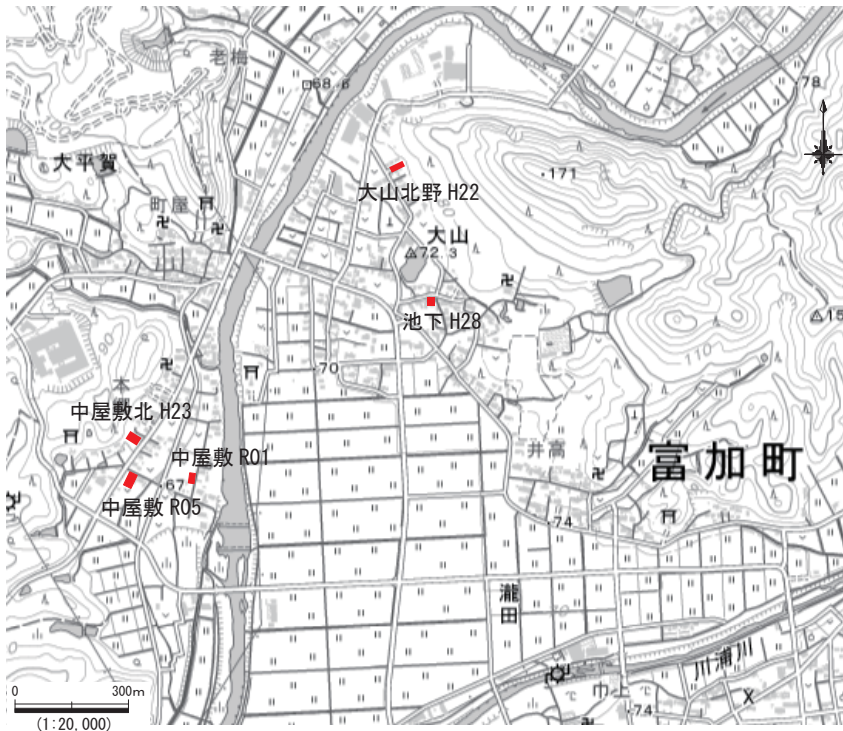 老梅
68.6
78
大平賀
町屋
大山北野 H22
171
80
大山
72.3
池下 H28
90
70
110
本郷
中屋敷北 H23
中屋敷 R01
67
中屋敷 R05
井高
富加町
74
瀧田
川浦川
巾上
74
0 300m
(1:20,000)